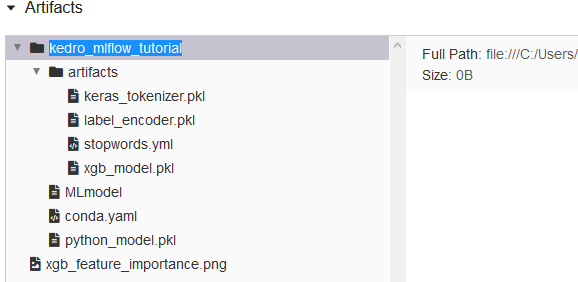 Artifacts
kedro_mlflow_tutorial
artifacts
keras_tokenizer.pkl
label_encoder.pkl
stopwords.yml
xgb_model.pkl
MLmodel
conda.yaml
python_model.pkl
xgb_feature_importance.png
Full Path: file:///C:/Users/
Size: 0B